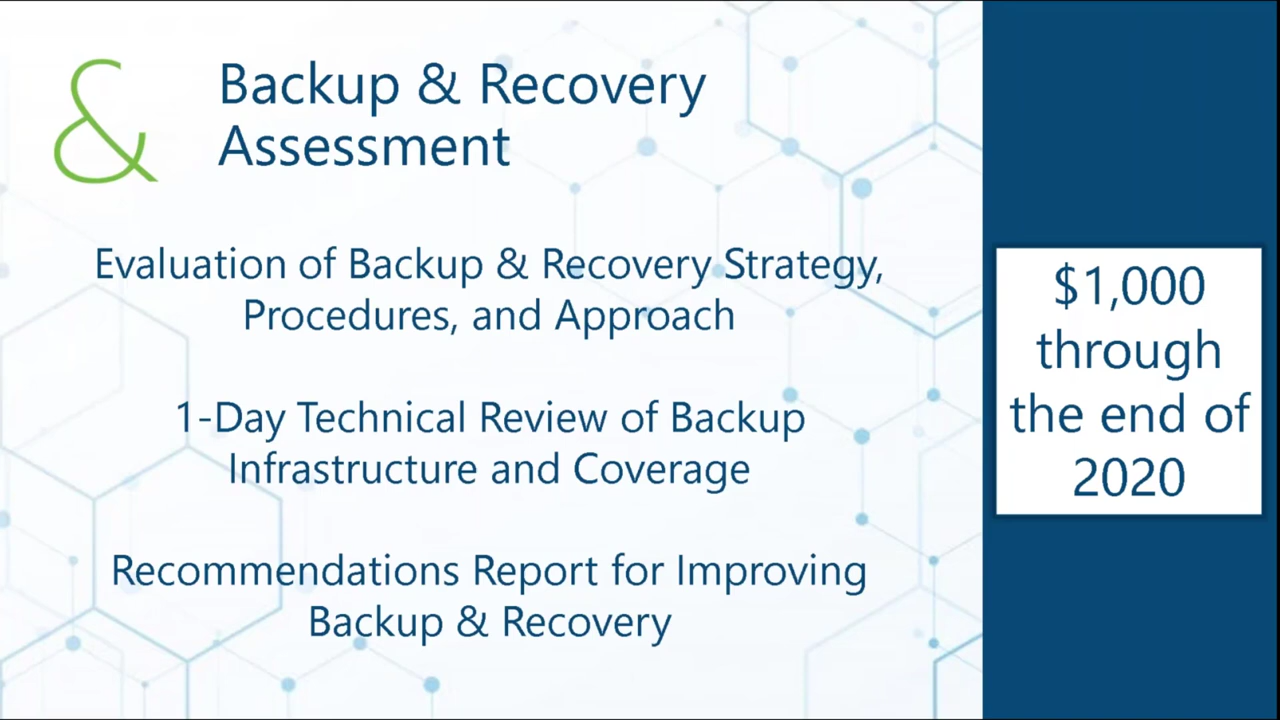 &
Backup & Recovery
Assessment
Evaluation of Backup & Recovery Strategy,
Procedures, and Approach
1-Day Technical Review of Backup
Infrastructure and Coverage
Recommendations Report for Improving
Backup & Recovery
$1,000
through
the end of
2020